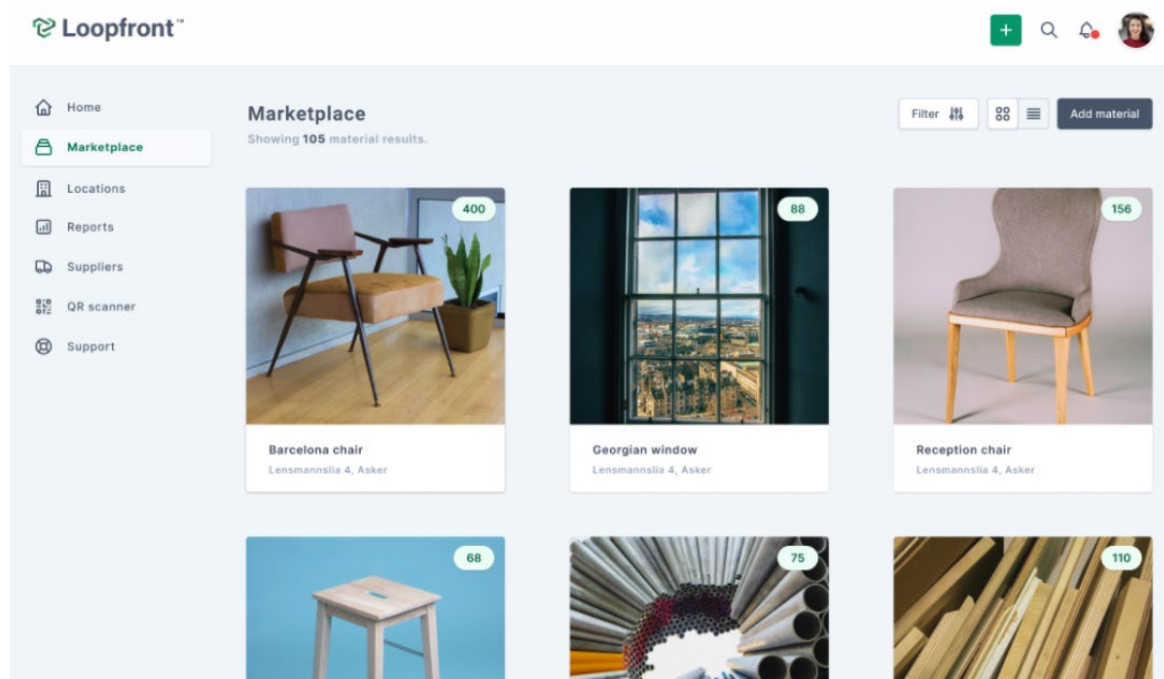 Loopfront™
Home
Marketplace
Locations
Reports
Suppliers
QR scanner
Support
Marketplace
Showing 105 material results.
Filter
Add material
400
88
156
Barcelona chair
Lensmannslia 4, Asker
Georgian window
Lensmannslia 4, Asker
Reception chair
Lensmannslia 4, Asker
68
75
110